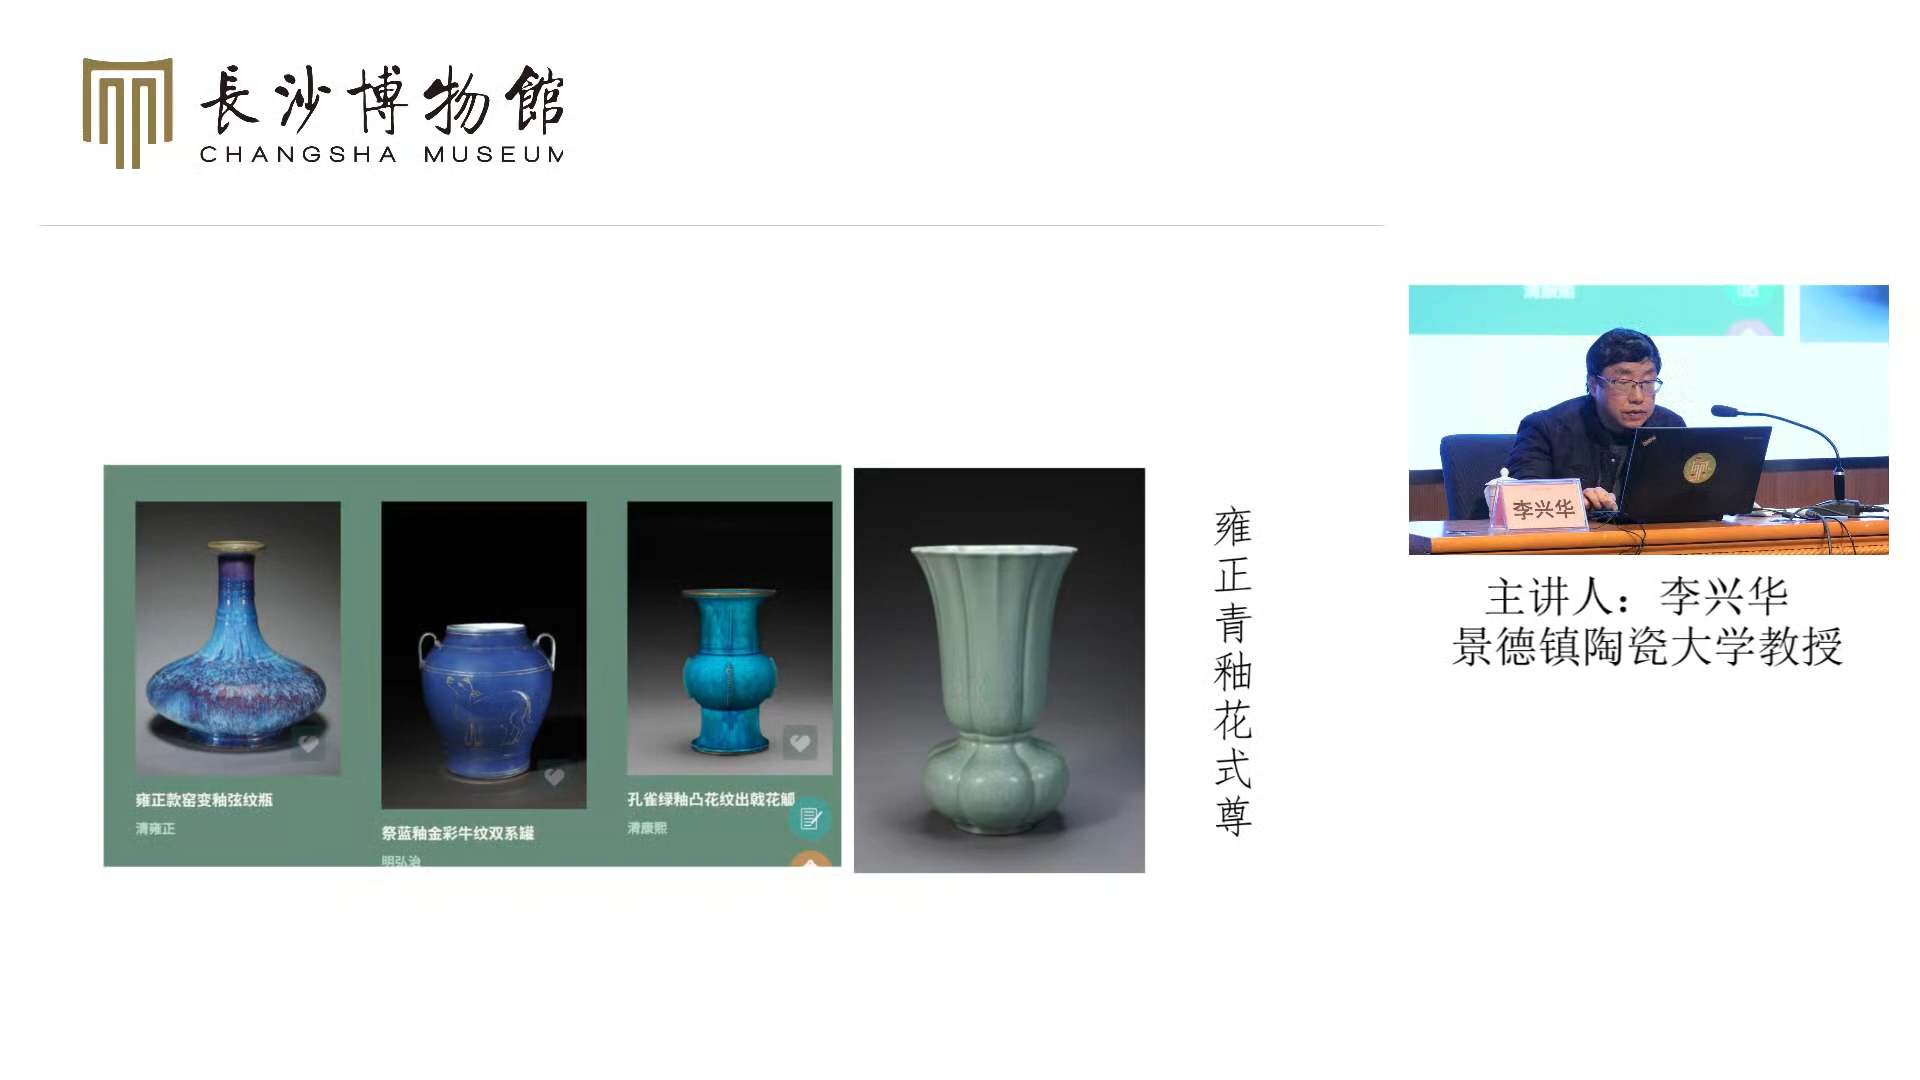 長沙博物館
CHANGSHA MUSEUM
雍正款窑变釉弦纹瓶
清雍正
祭蓝釉金彩牛纹双系罐
明弘治
孔雀绿釉凸花纹出戟花觚
清康熙
雍正青釉花式尊
清康熙
李兴华
主讲人：李兴华
景德镇陶瓷大学教授